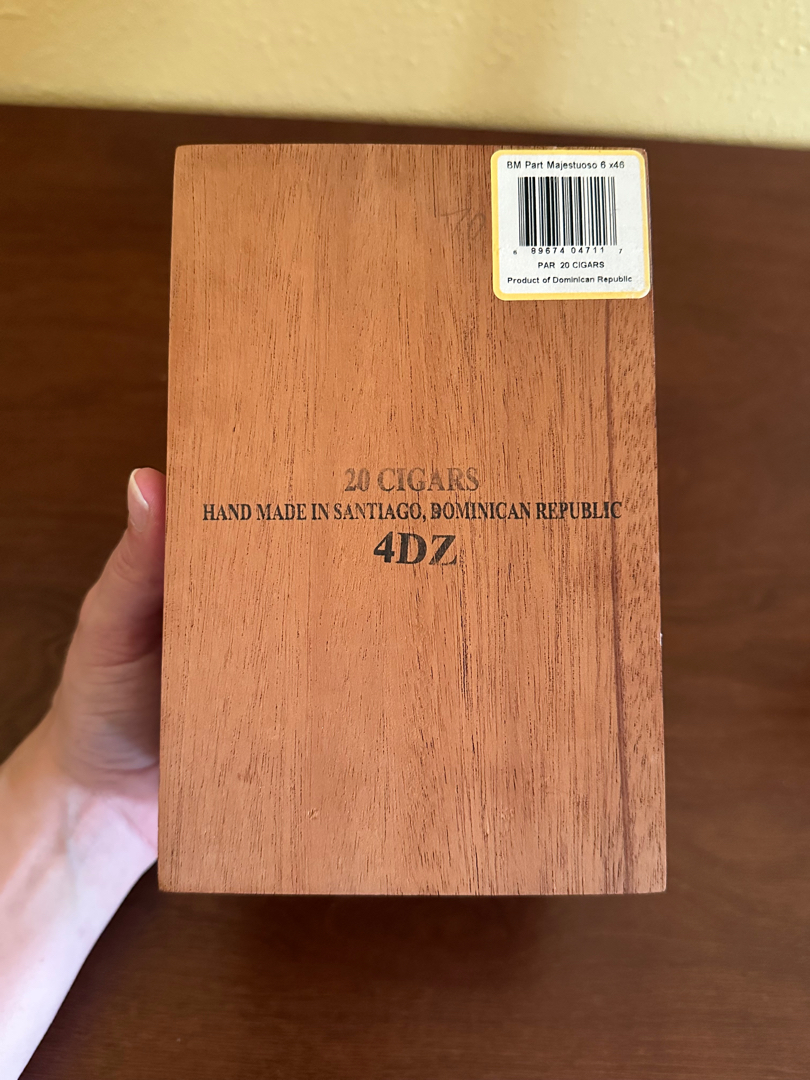 BM Part Majestuoso 6 x46
6 89674 04711 7
PAR 20 CIGARS
Product of Dominican Republic
20 CIGARS
HAND MADE IN SANTIAGO, DOMINICAN REPUBLIC
4DZ